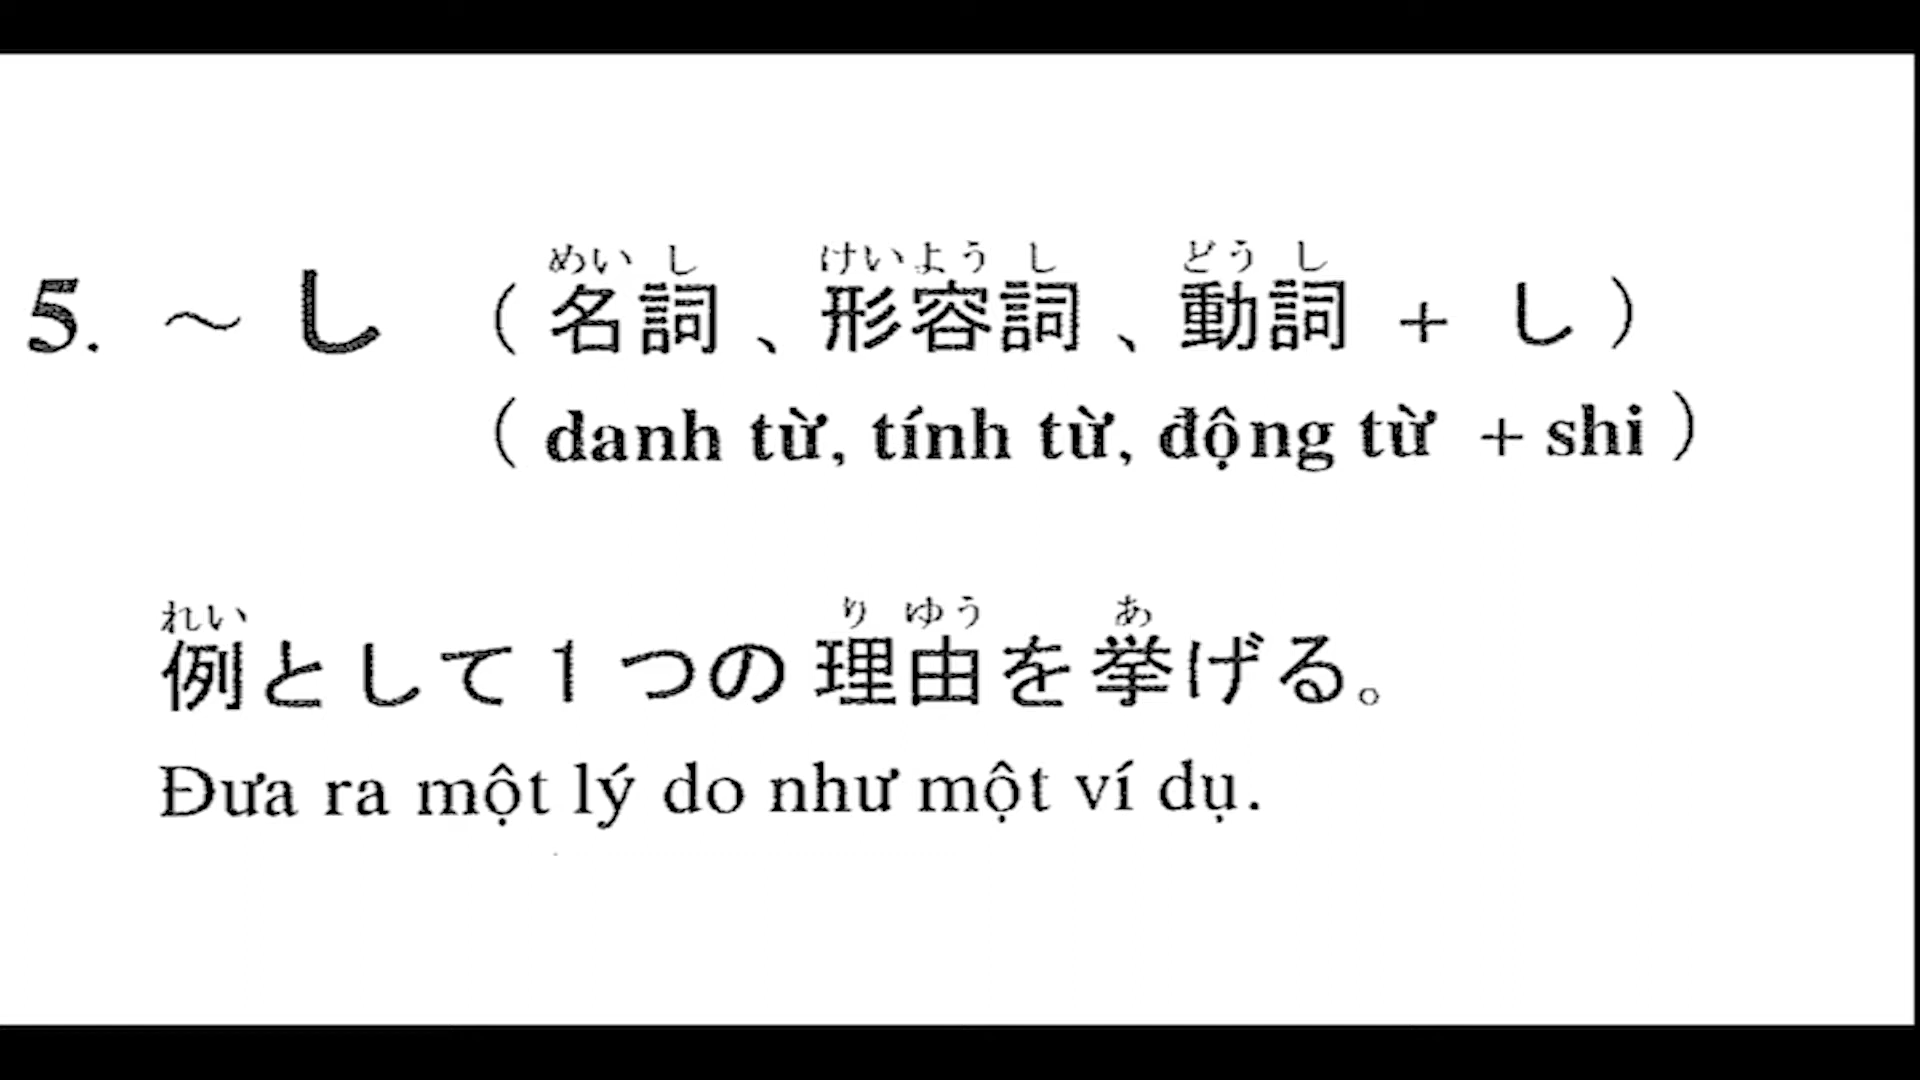 めいし けいようし どうし
5. ～し （名詞、形容詞、動詞 + し）
（danh từ, tính từ, động từ + shi）
れい りゆう あ
例として１つの理由を挙げる。
Đưa ra một lý do như một ví dụ.